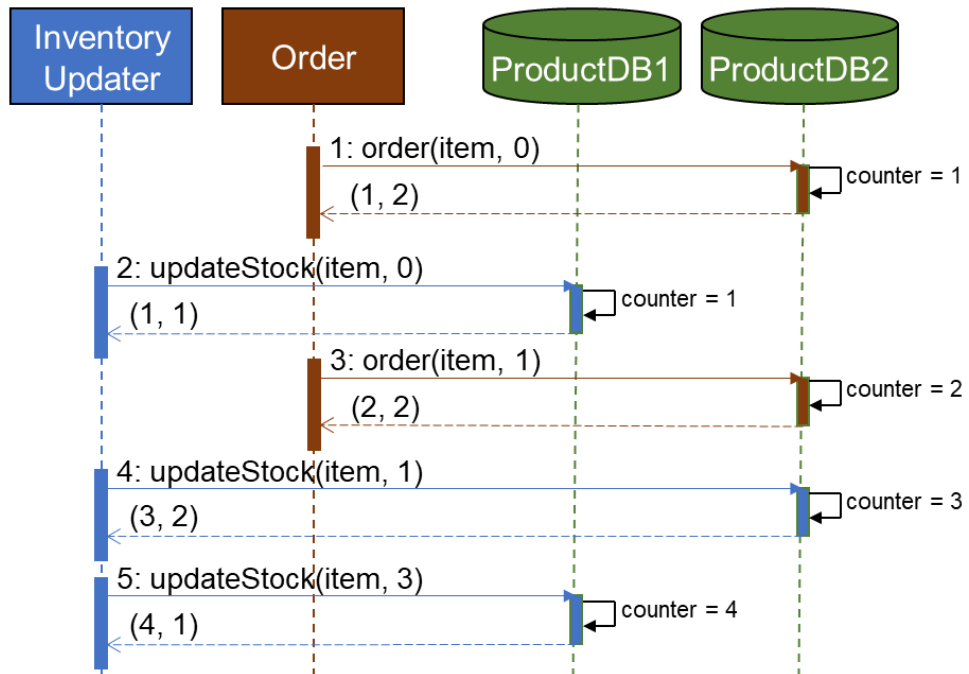 Inventory
Updater
Order
ProductDB1
ProductDB2
1: order(item, 0)
counter = 1
(1, 2)
2: updateStock(item, 0)
counter = 1
(1, 1)
3: order(item, 1)
counter = 2
(2, 2)
4: updateStock(item, 1)
counter = 3
(3, 2)
5: updateStock(item, 3)
counter = 4
(4, 1)